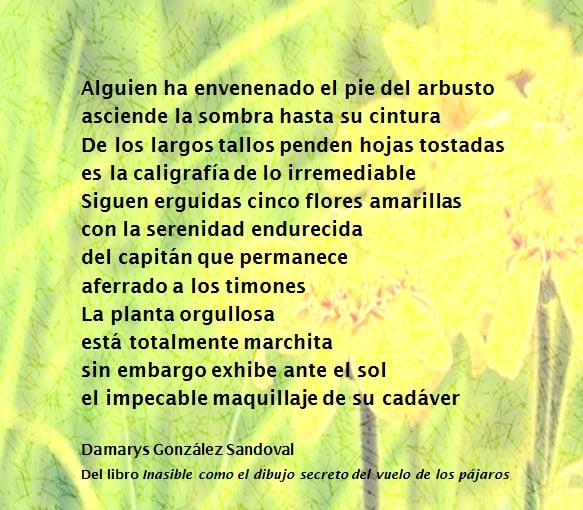 Alguien ha envenenado el pie del arbusto
asciende la sombra hasta su cintura
De los largos tallos penden hojas tostadas
es la caligrafía de lo irremediable
Siguen erguidas cinco flores amarillas
con la serenidad endurecida
del capitán que permanece
aferrado a los timones
La planta orgullosa
está totalmente marchita
sin embargo exhibe ante el sol
el impecable maquillaje de su cadáver
Damarys González Sandoval
Del libro Inasible como el dibujo secreto del vuelo de los pájaros